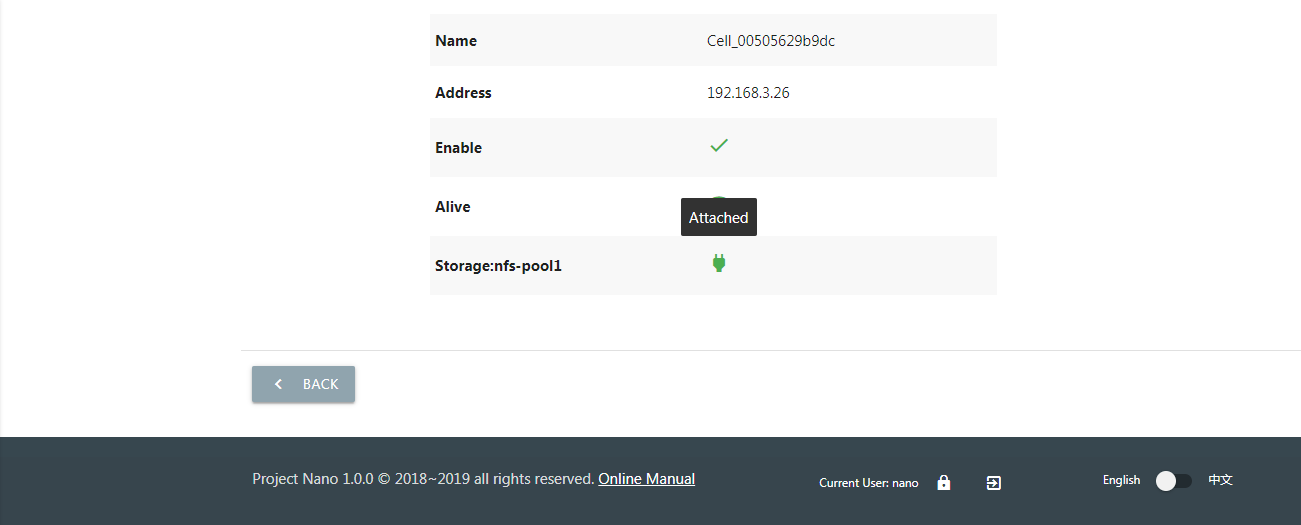 Name Cell_00505629b9dc
Address 192.168.3.26
Enable
Alive
Attached
Storage:nfs-pool1
BACK
Project Nano 1.0.0 © 2018~2019 all rights reserved. Online Manual
Current User: nano
English 中文